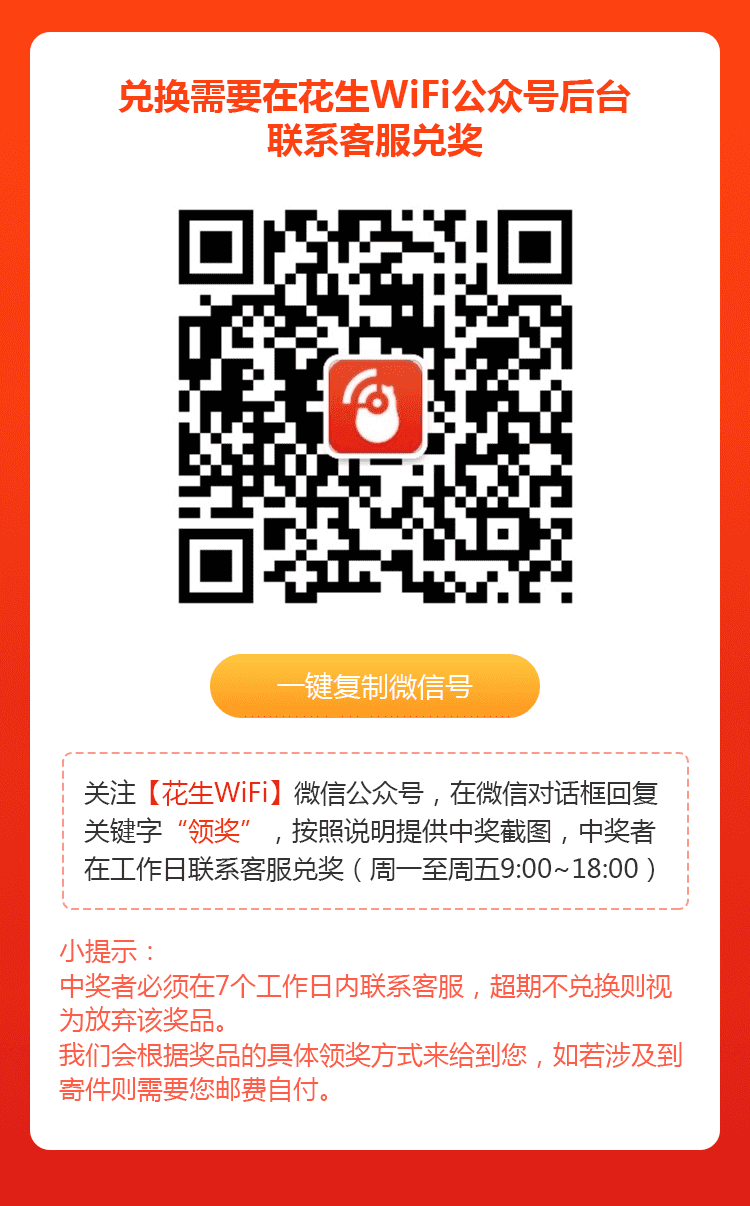 兑换需要在花生WiFi公众号后台
联系客服兑奖
一键复制微信号
关注【花生WiFi】微信公众号，在微信对话框回复
关键字“领奖”，按照说明提供中奖截图，中奖者
在工作日联系客服兑奖（周一至周五9:00~18:00）
小提示：
中奖者必须在7个工作日内联系客服，超期不兑换则视
为放弃该奖品。
我们会根据奖品的具体领奖方式来给到您，如若涉及到
寄件则需要您邮费自付。